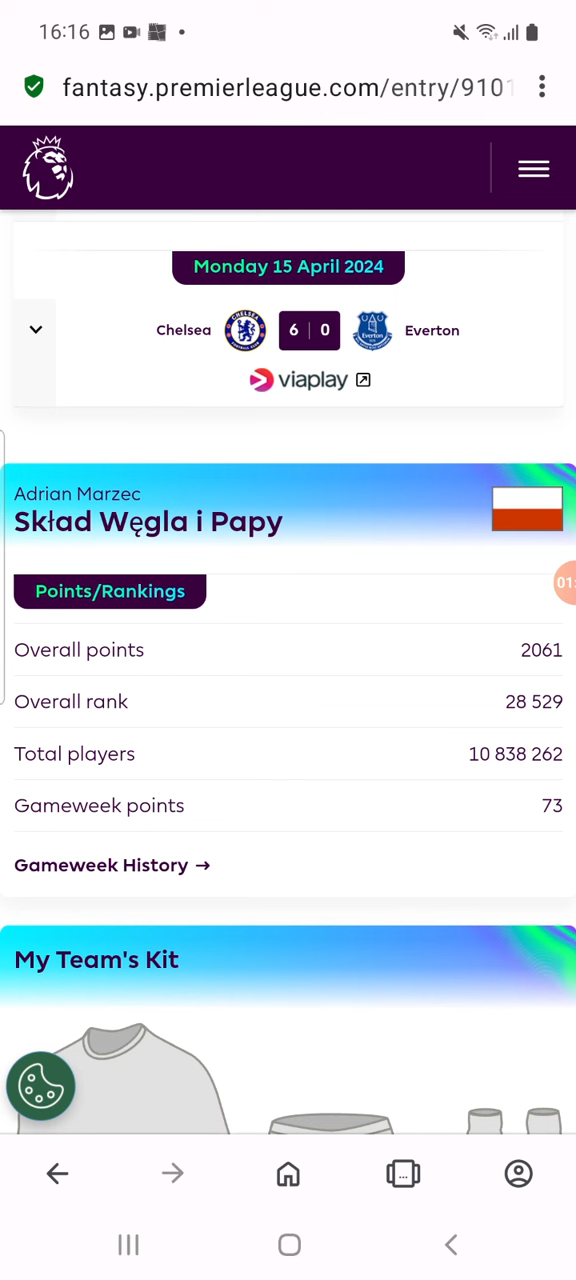 16:16
fantasy.premierleague.com/entry/9101
Monday 15 April 2024
Chelsea 6 | 0 Everton
viaplay
Adrian Marzec
Skład Węgla i Papy
Points/Rankings
01:
Overall points 2061
Overall rank 28 529
Total players 10 838 262
Gameweek points 73
Gameweek History →
My Team's Kit